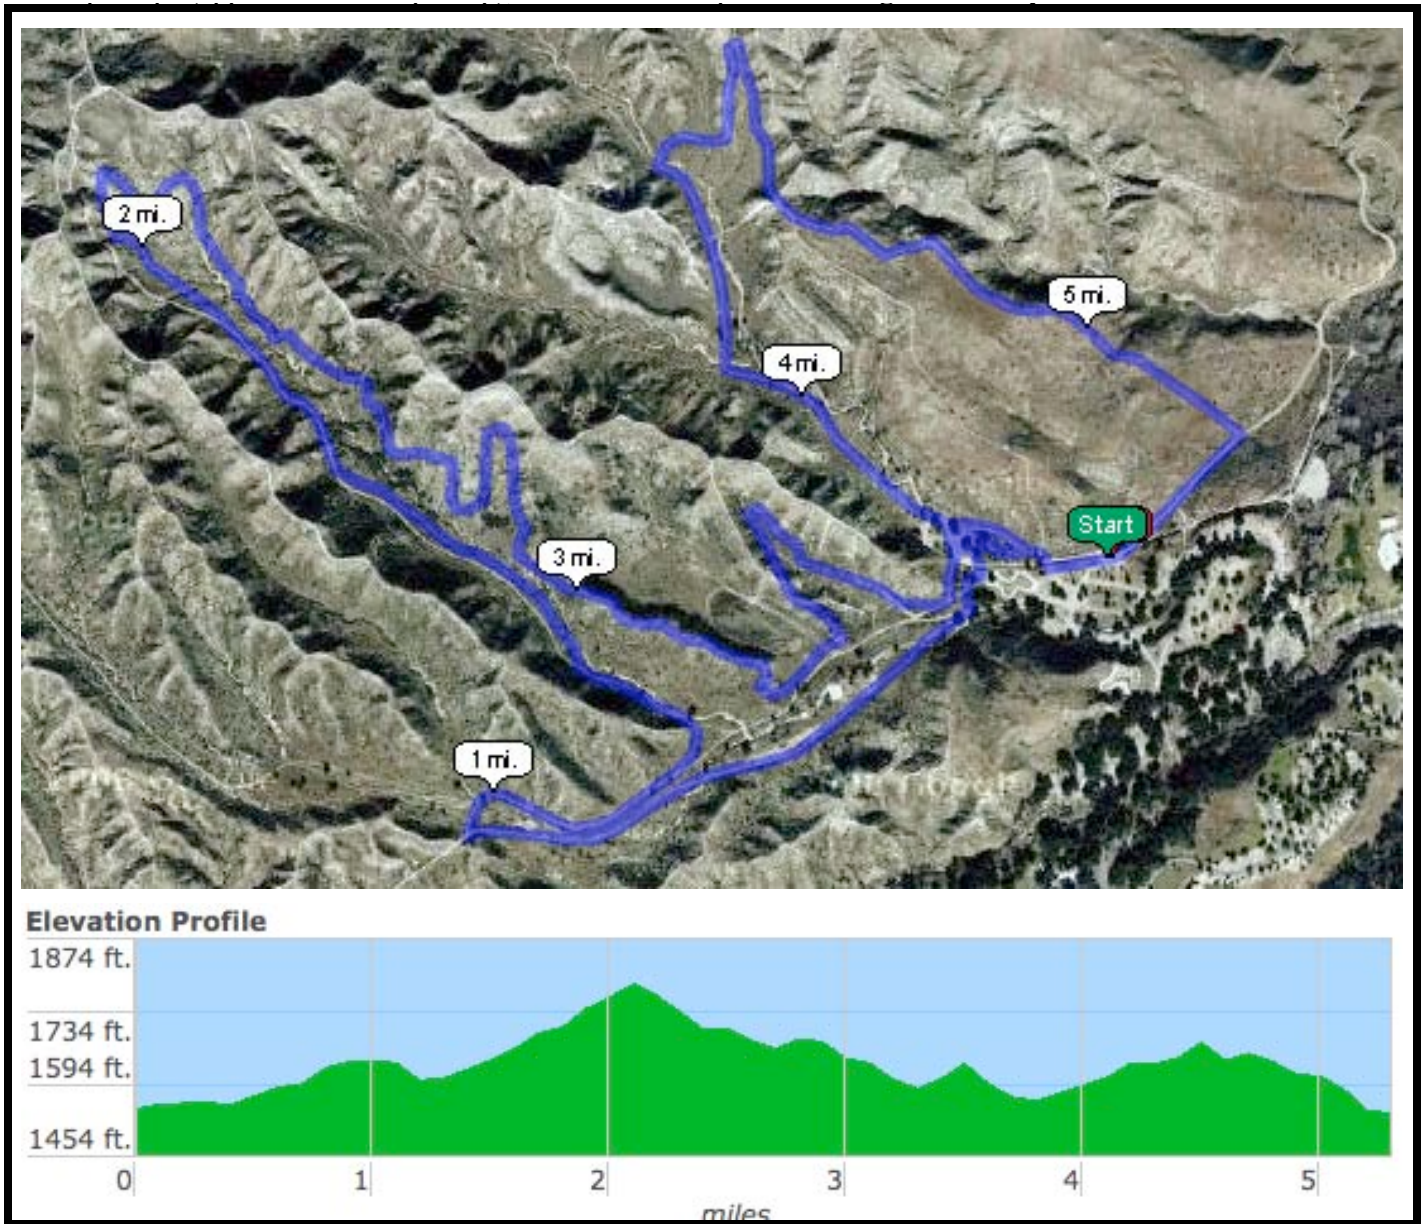 2 mi.
5 mi.
4 mi.
Start
3 mi.
1 mi.
Elevation Profile
1874 ft.
1734 ft.
1594 ft.
1454 ft.
0 1 2 3 4 5
miles